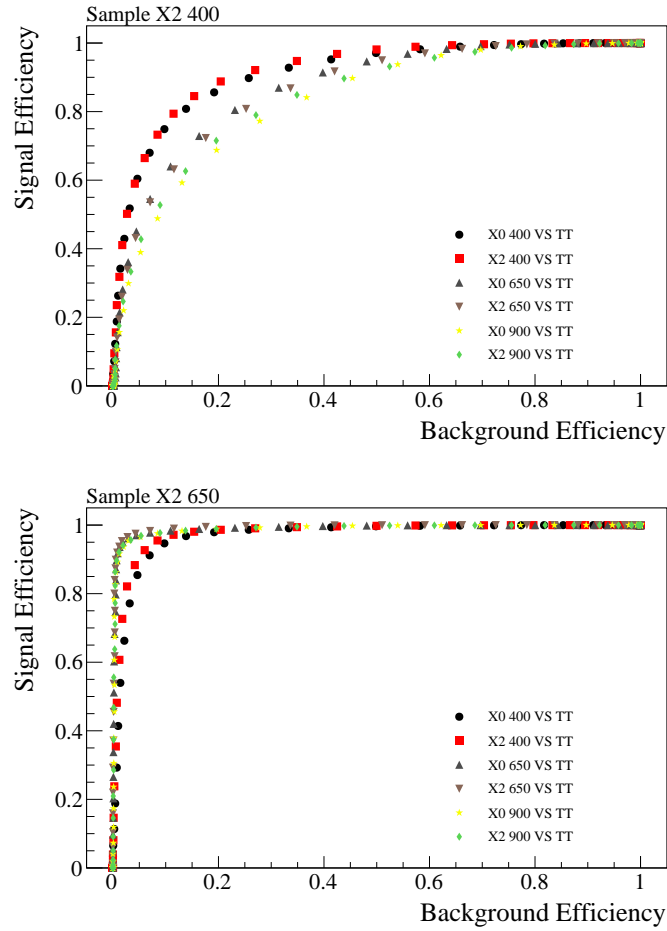 Sample X2 400
Signal Efficiency
1
0.8
0.6
0.4
0.2
0
X0 400 VS TT
X2 400 VS TT
X0 650 VS TT
X2 650 VS TT
X0 900 VS TT
X2 900 VS TT
0 0.2 0.4 0.6 0.8 1
Background Efficiency
Sample X2 650
Signal Efficiency
1
0.8
0.6
0.4
0.2
0
X0 400 VS TT
X2 400 VS TT
X0 650 VS TT
X2 650 VS TT
X0 900 VS TT
X2 900 VS TT
0 0.2 0.4 0.6 0.8 1
Background Efficiency